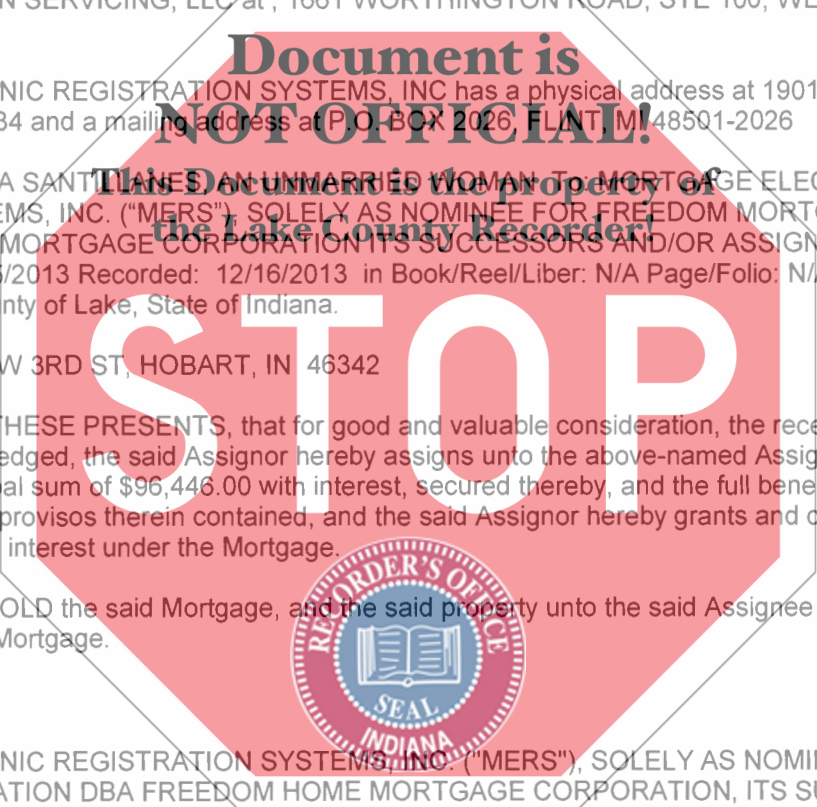 N SERVICING, LLC at , 1661 WORTHINGTON ROAD, STE 100, WE
Document is
NIC REGISTRATION SYSTEMS, INC has a physical address at 1901
NOT OFFICIAL!
34 and a mailing address at P.O. BOX 2026, FLINT, MI 48501-2026
This Document is the property of
A SANTILLANES, AN UNMARRIED WOMAN To: MORTGAGE ELEC
EMS, INC. ("MERS"), SOLELY AS NOMINEE FOR FREEDOM MORTG
the Lake County Recorder!
MORTGAGE CORPORATION ITS SUCCESSORS AND/OR ASSIGN
5/2013 Recorded: 12/16/2013 in Book/Reel/Liber: N/A Page/Folio: N/A
nty of Lake, State of Indiana.
STOP
W 3RD ST, HOBART, IN 46342
THESE PRESENTS, that for good and valuable consideration, the rece
edged, the said Assignor hereby assigns unto the above-named Assig
pal sum of $96,446.00 with interest, secured thereby, and the full bene
provisos therein contained, and the said Assignor hereby grants and c
interest under the Mortgage.
RECORDER'S OFFICE
OLD the said Mortgage, and the said property unto the said Assignee
Mortgage.
SEAL
INDIANA
NIC REGISTRATION SYSTEMS, INC. ("MERS"), SOLELY AS NOMI
ATION DBA FREEDOM HOME MORTGAGE CORPORATION, ITS SU